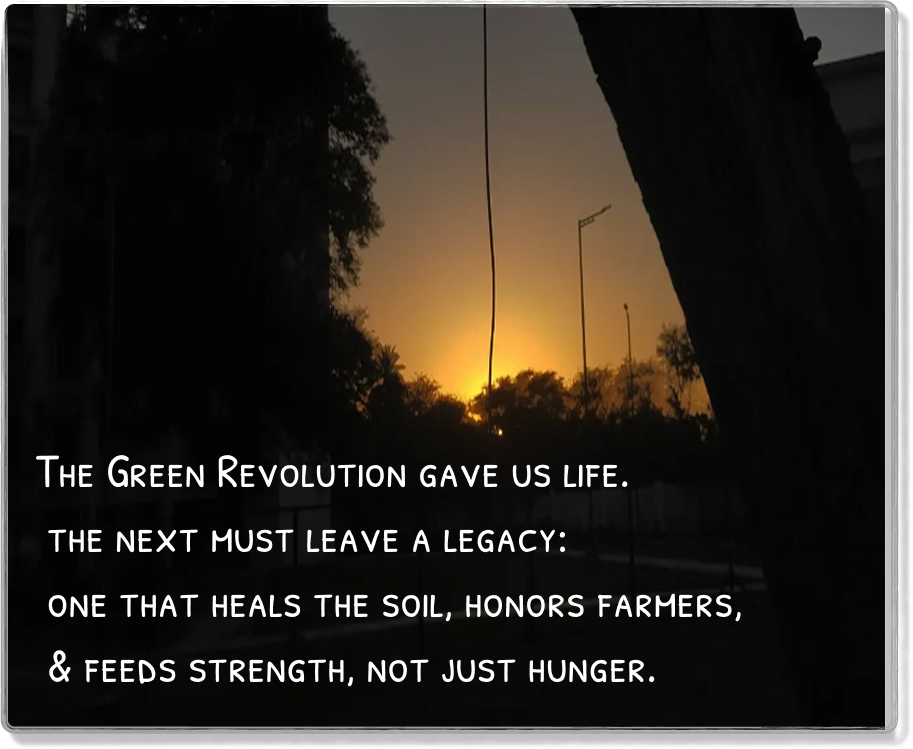 The Green Revolution gave us life.
the next must leave a legacy:
one that heals the soil, honors farmers,
& feeds strength, not just hunger.